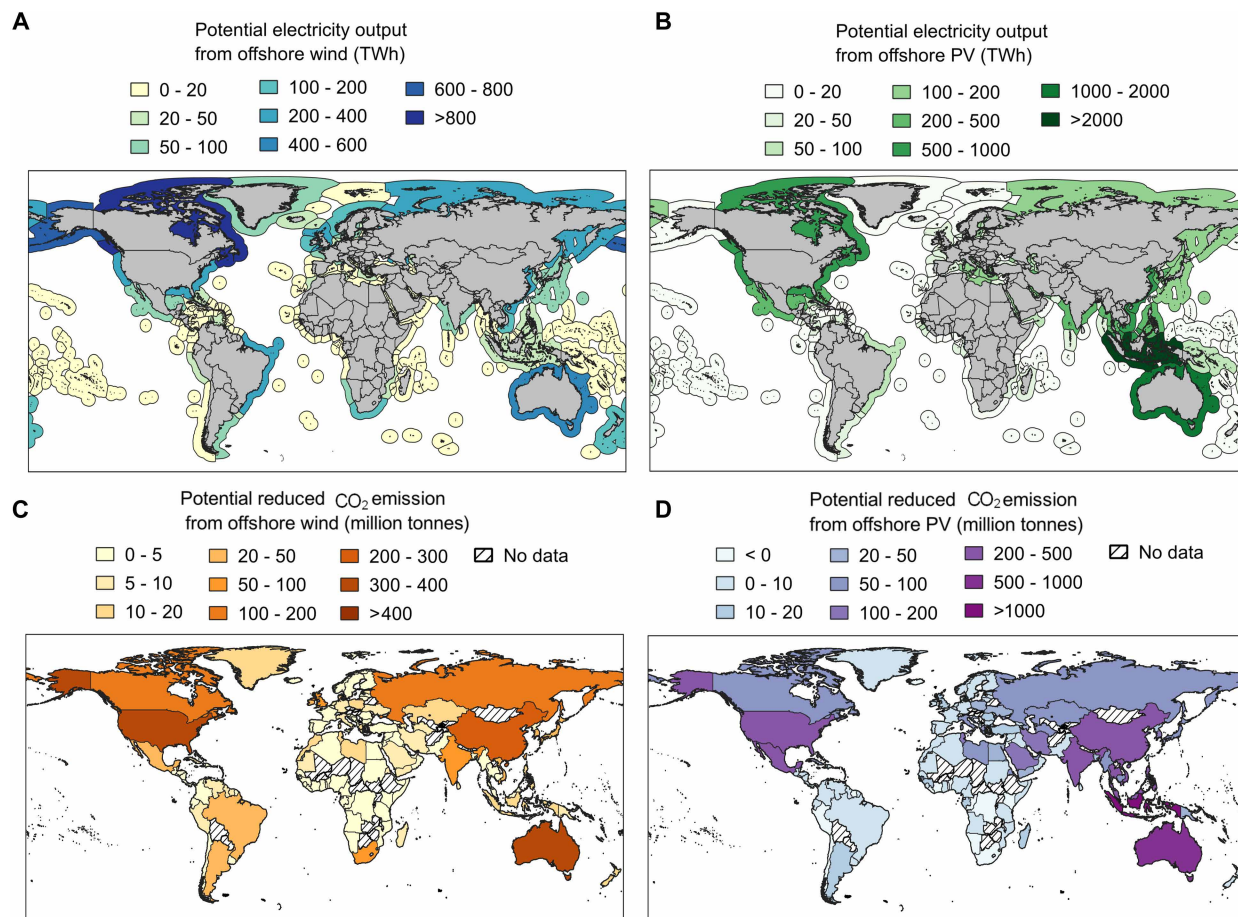 A
Potential electricity output
from offshore wind (TWh)
0 - 20
20 - 50
50 - 100
100 - 200
200 - 400
400 - 600
600 - 800
>800
B
Potential electricity output
from offshore PV (TWh)
0 - 20
20 - 50
50 - 100
100 - 200
200 - 500
500 - 1000
1000 - 2000
>2000
C
Potential reduced CO₂ emission
from offshore wind (million tonnes)
0 - 5
5 - 10
10 - 20
20 - 50
50 - 100
100 - 200
200 - 300
300 - 400
>400
No data
D
Potential reduced CO₂ emission
from offshore PV (million tonnes)
< 0
0 - 10
10 - 20
20 - 50
50 - 100
100 - 200
200 - 500
500 - 1000
>1000
No data